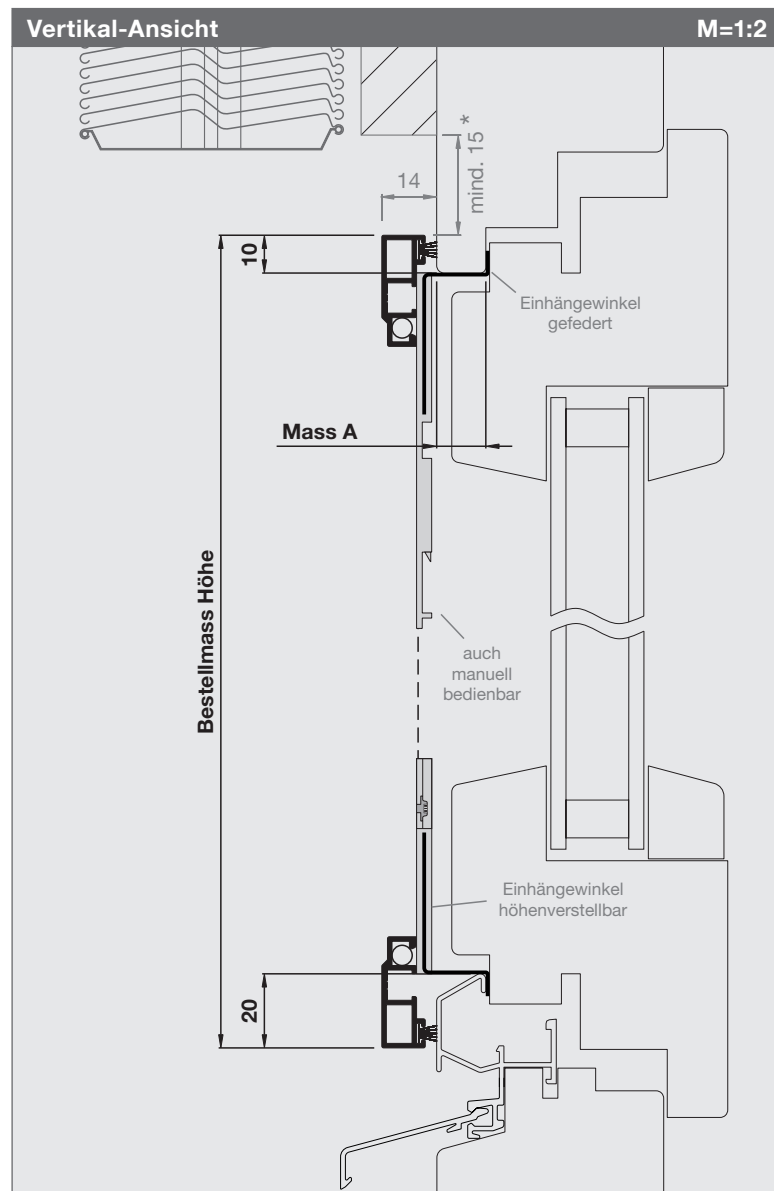 Vertikal-Ansicht
M=1:2
mind. 15 *
14
10
Einhängewinkel
gefedert
Mass A
Bestellmass Höhe
auch
manuell
bedienbar
Einhängewinkel
höhenverstellbar
20